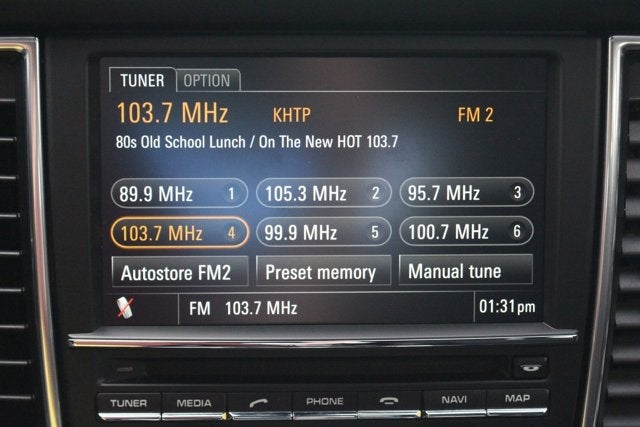 TUNER OPTION
103.7 MHz KHTP FM 2
80s Old School Lunch / On The New HOT 103.7
89.9 MHz 1 105.3 MHz 2 95.7 MHz 3
103.7 MHz 4 99.9 MHz 5 100.7 MHz 6
Autostore FM2 Preset memory Manual tune
FM 103.7 MHz 01:31pm
TUNER MEDIA PHONE NAVI MAP